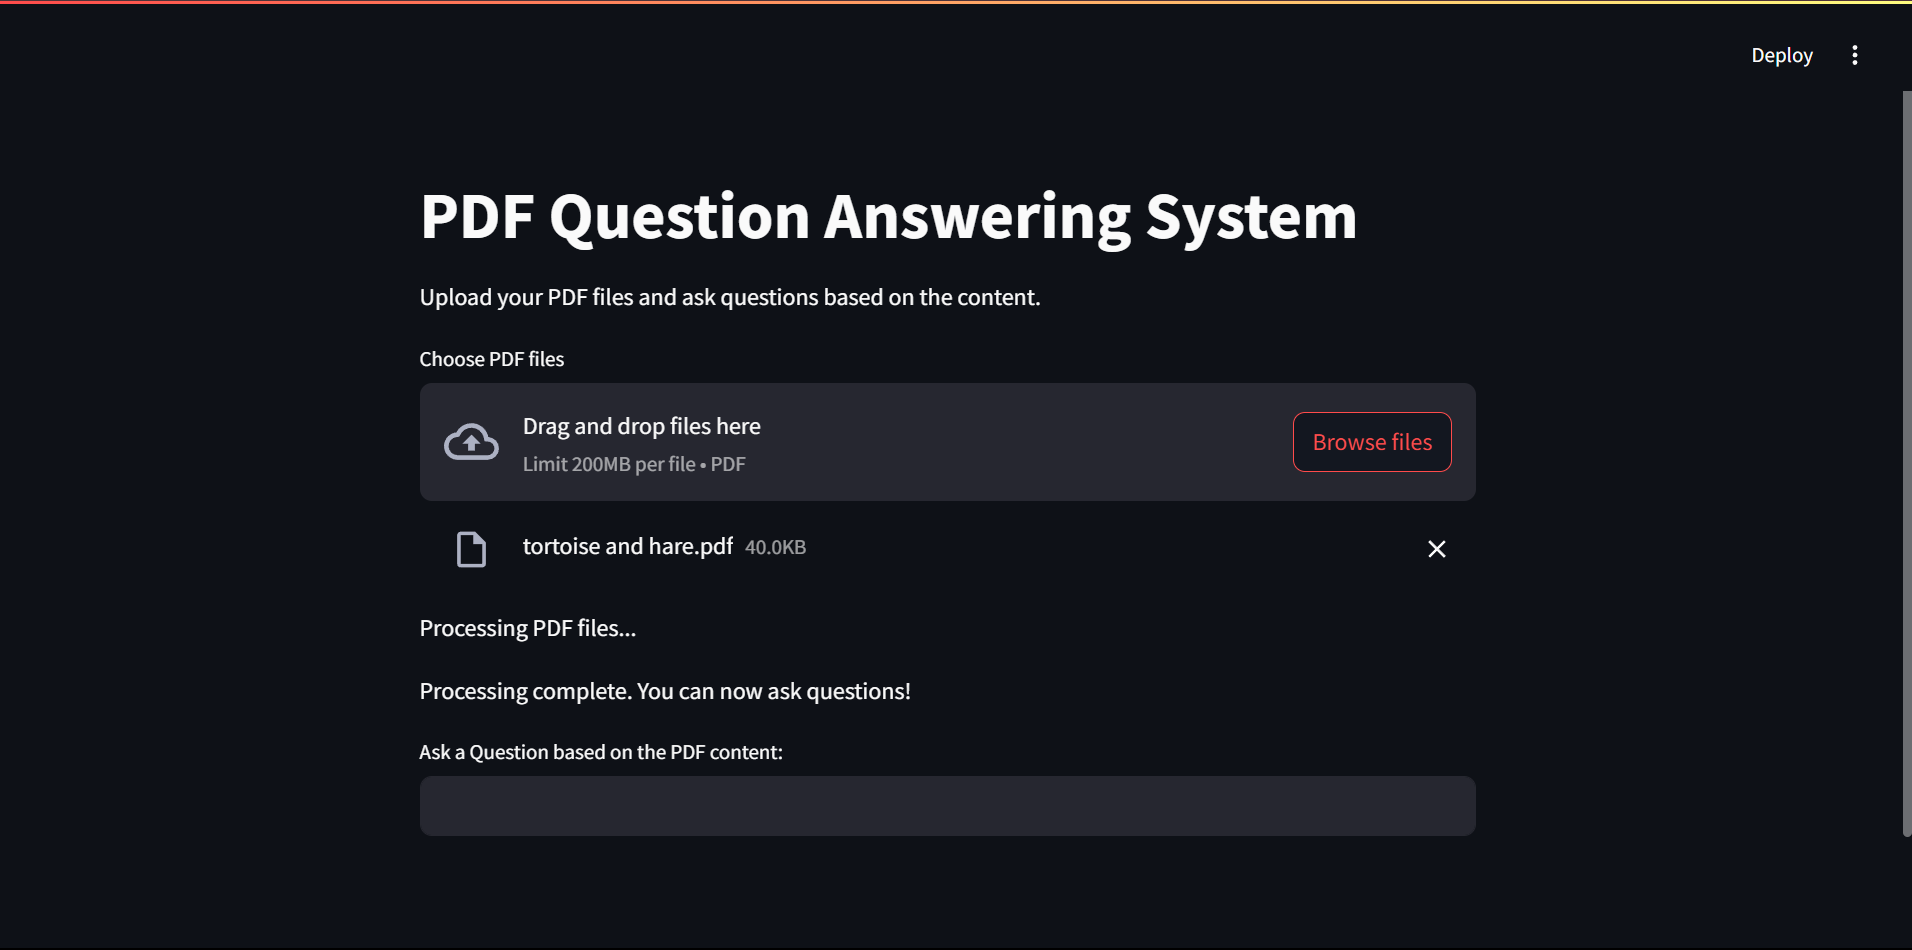 Deploy
PDF Question Answering System
Upload your PDF files and ask questions based on the content.
Choose PDF files
Drag and drop files here
Limit 200MB per file • PDF
Browse files
tortoise and hare.pdf 40.0KB
Processing PDF files...
Processing complete. You can now ask questions!
Ask a Question based on the PDF content: